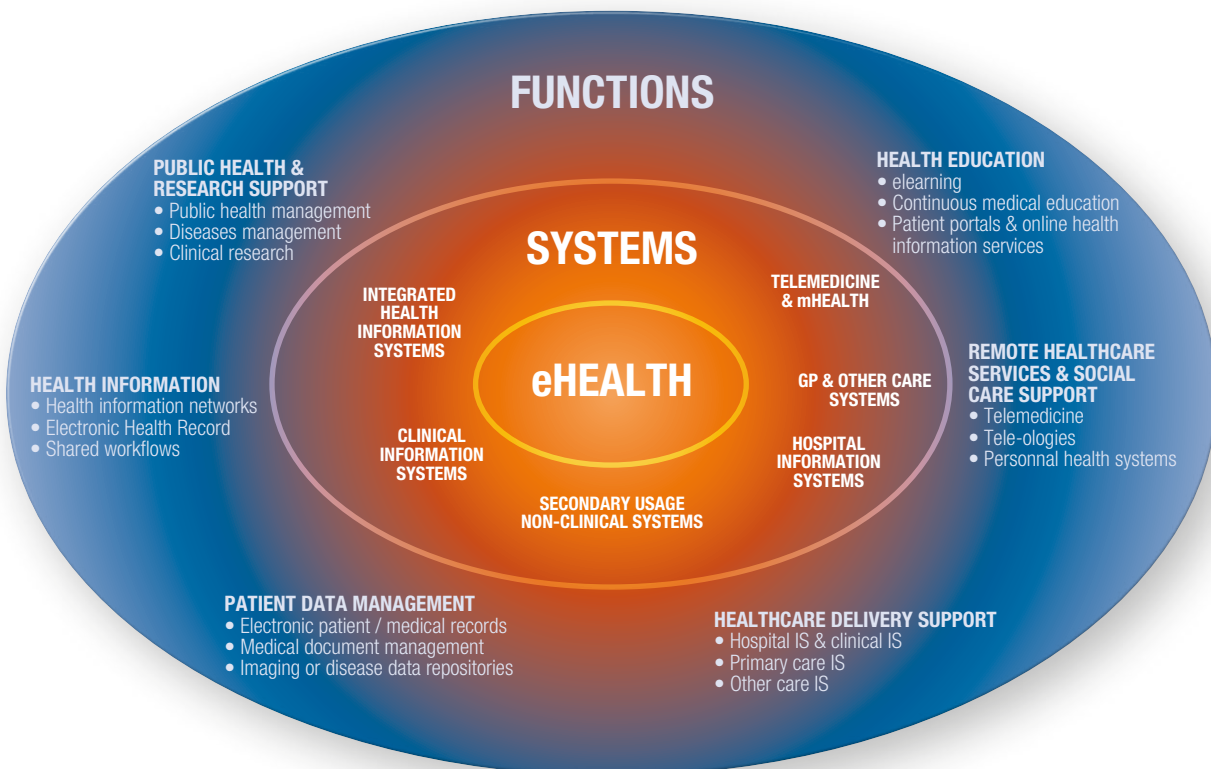 FUNCTIONS
PUBLIC HEALTH &
RESEARCH SUPPORT
• Public health management
• Diseases management
• Clinical research
HEALTH EDUCATION
• elearning
• Continuous medical education
• Patient portals & online health
information services
SYSTEMS
INTEGRATED
HEALTH
INFORMATION
SYSTEMS
TELEMEDICINE
& mHEALTH
eHEALTH
GP & OTHER CARE
SYSTEMS
CLINICAL
INFORMATION
SYSTEMS
HOSPITAL
INFORMATION
SYSTEMS
SECONDARY USAGE
NON-CLINICAL SYSTEMS
HEALTH INFORMATION
• Health information networks
• Electronic Health Record
• Shared workflows
REMOTE HEALTHCARE
SERVICES & SOCIAL
CARE SUPPORT
• Telemedicine
• Tele-ologies
• Personnal health systems
PATIENT DATA MANAGEMENT
• Electronic patient / medical records
• Medical document management
• Imaging or disease data repositories
HEALTHCARE DELIVERY SUPPORT
• Hospital IS & clinical IS
• Primary care IS
• Other care IS